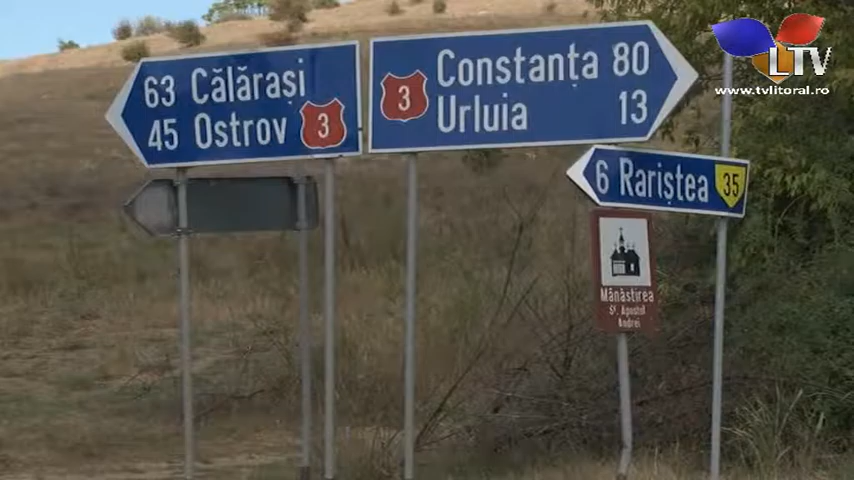 63 Călărași
45 Ostrov
3
3
Constanța 80
Urluia 13
6 Rariștea 35
Mănăstirea
Sf. Apostol
Andrei
LTV
www.tvlitoral.ro